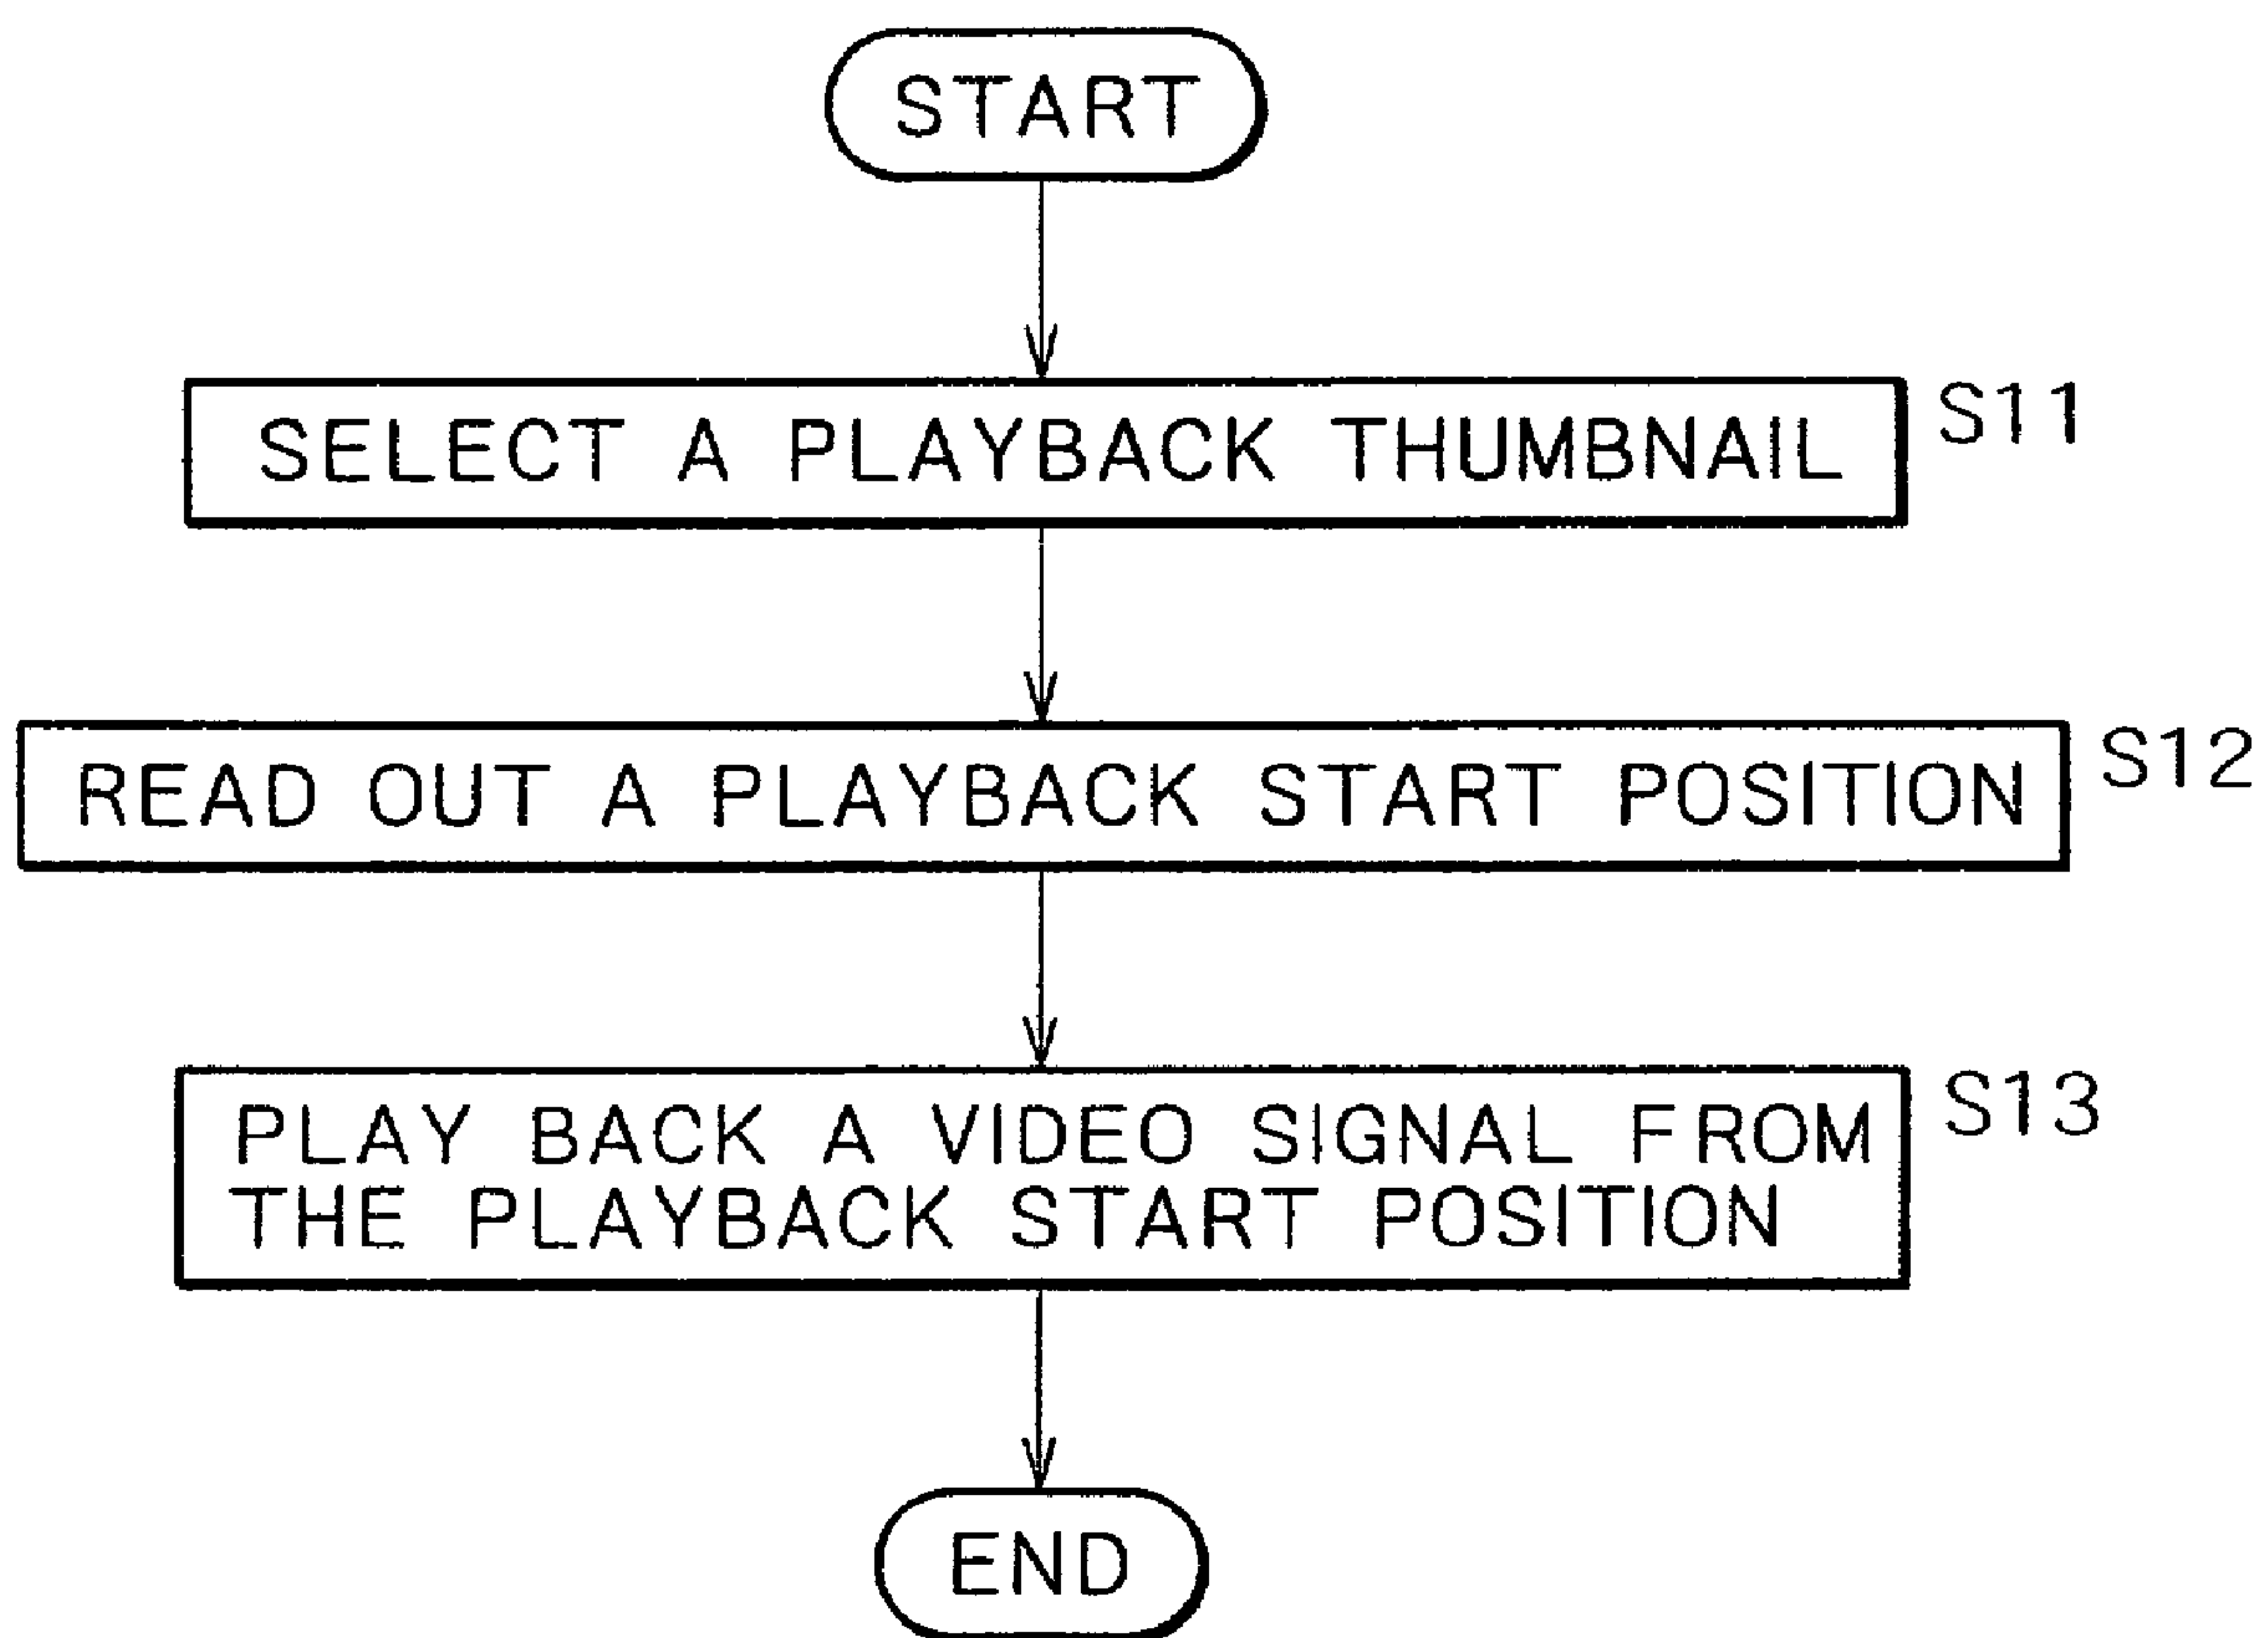 START
SELECT A PLAYBACK THUMBNAIL
S11
READ OUT A PLAYBACK START POSITION
S12
PLAY BACK A VIDEO SIGNAL FROM
THE PLAYBACK START POSITION
S13
END